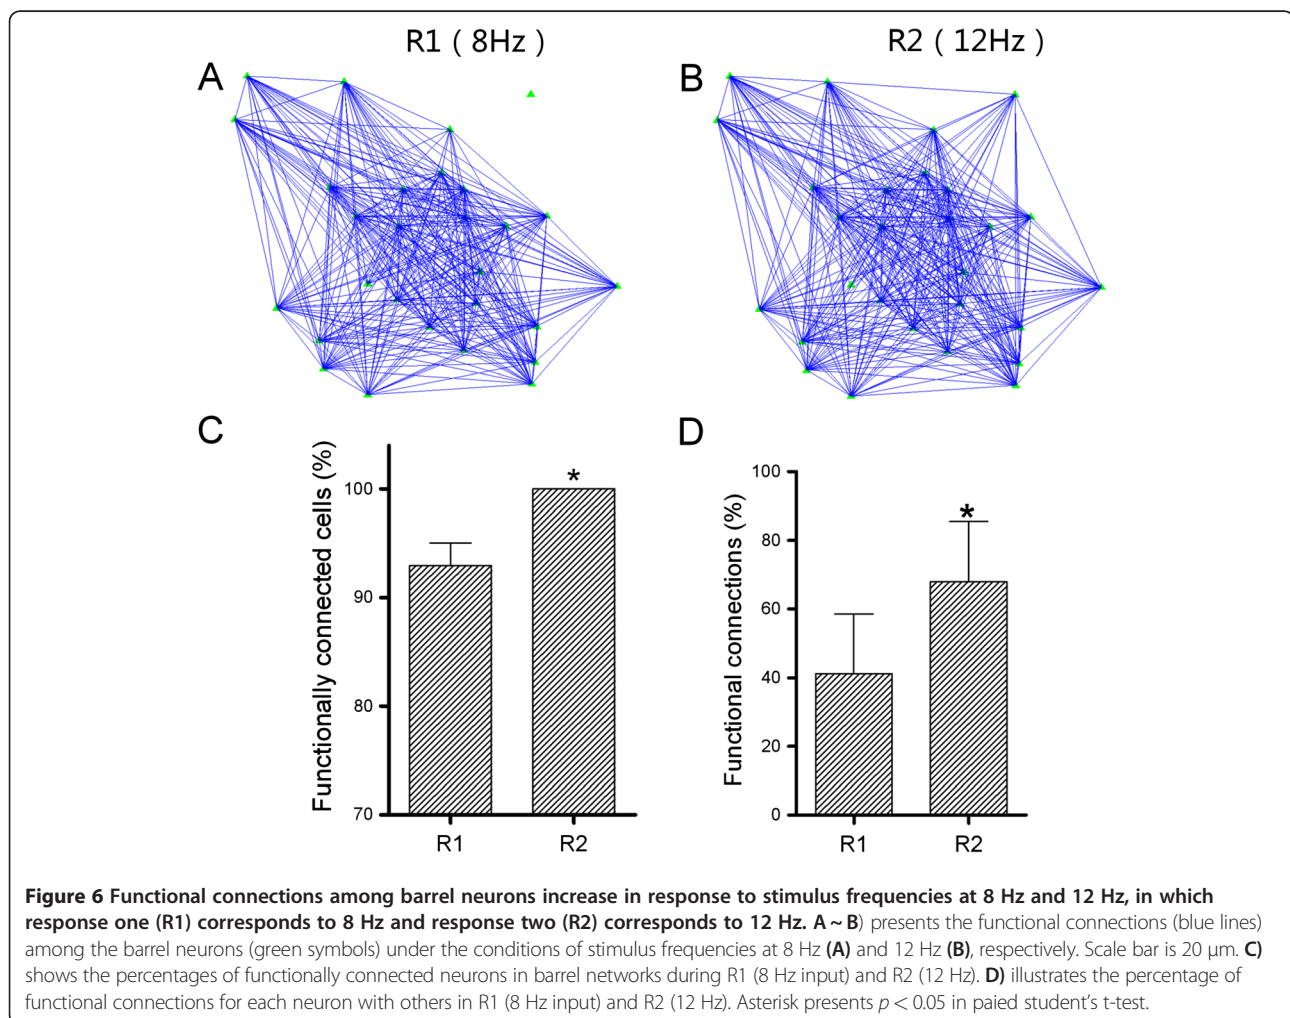 R1 ( 8Hz )
R2 ( 12Hz )
A
B
C
Functionally connected cells (%)
100
90
80
70
*
R1
R2
D
Functional connections (%)
100
80
60
40
20
0
*
R1
R2
Figure 6 Functional connections among barrel neurons increase in response to stimulus frequencies at 8 Hz and 12 Hz, in which
response one (R1) corresponds to 8 Hz and response two (R2) corresponds to 12 Hz. A ~ B) presents the functional connections (blue lines)
among the barrel neurons (green symbols) under the conditions of stimulus frequencies at 8 Hz (A) and 12 Hz (B), respectively. Scale bar is 20 μm. C)
shows the percentages of functionally connected neurons in barrel networks during R1 (8 Hz input) and R2 (12 Hz). D) illustrates the percentage of
functional connections for each neuron with others in R1 (8 Hz input) and R2 (12 Hz). Asterisk presents p < 0.05 in paied student's t-test.